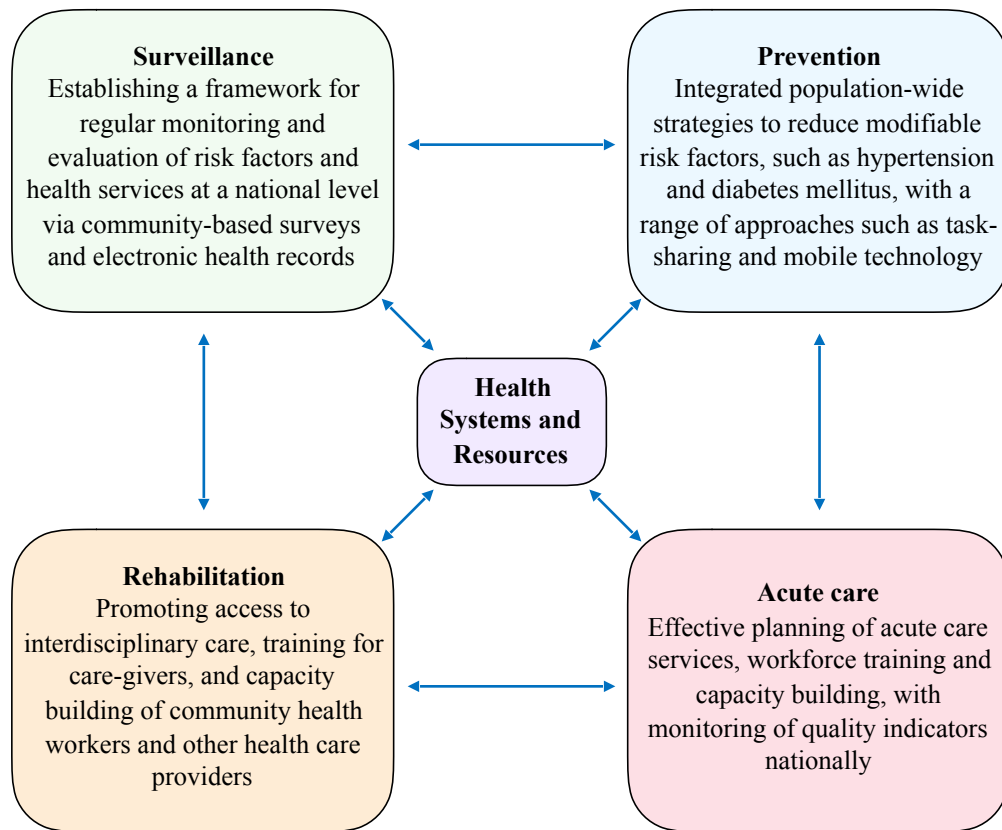 Surveillance
Establishing a framework for
regular monitoring and
evaluation of risk factors and
health services at a national level
via community-based surveys
and electronic health records
Prevention
Integrated population-wide
strategies to reduce modifiable
risk factors, such as hypertension
and diabetes mellitus, with a
range of approaches such as task-
sharing and mobile technology
Health
Systems and
Resources
Rehabilitation
Promoting access to
interdisciplinary care, training for
care-givers, and capacity
building of community health
workers and other health care
providers
Acute care
Effective planning of acute care
services, workforce training and
capacity building, with
monitoring of quality indicators
nationally